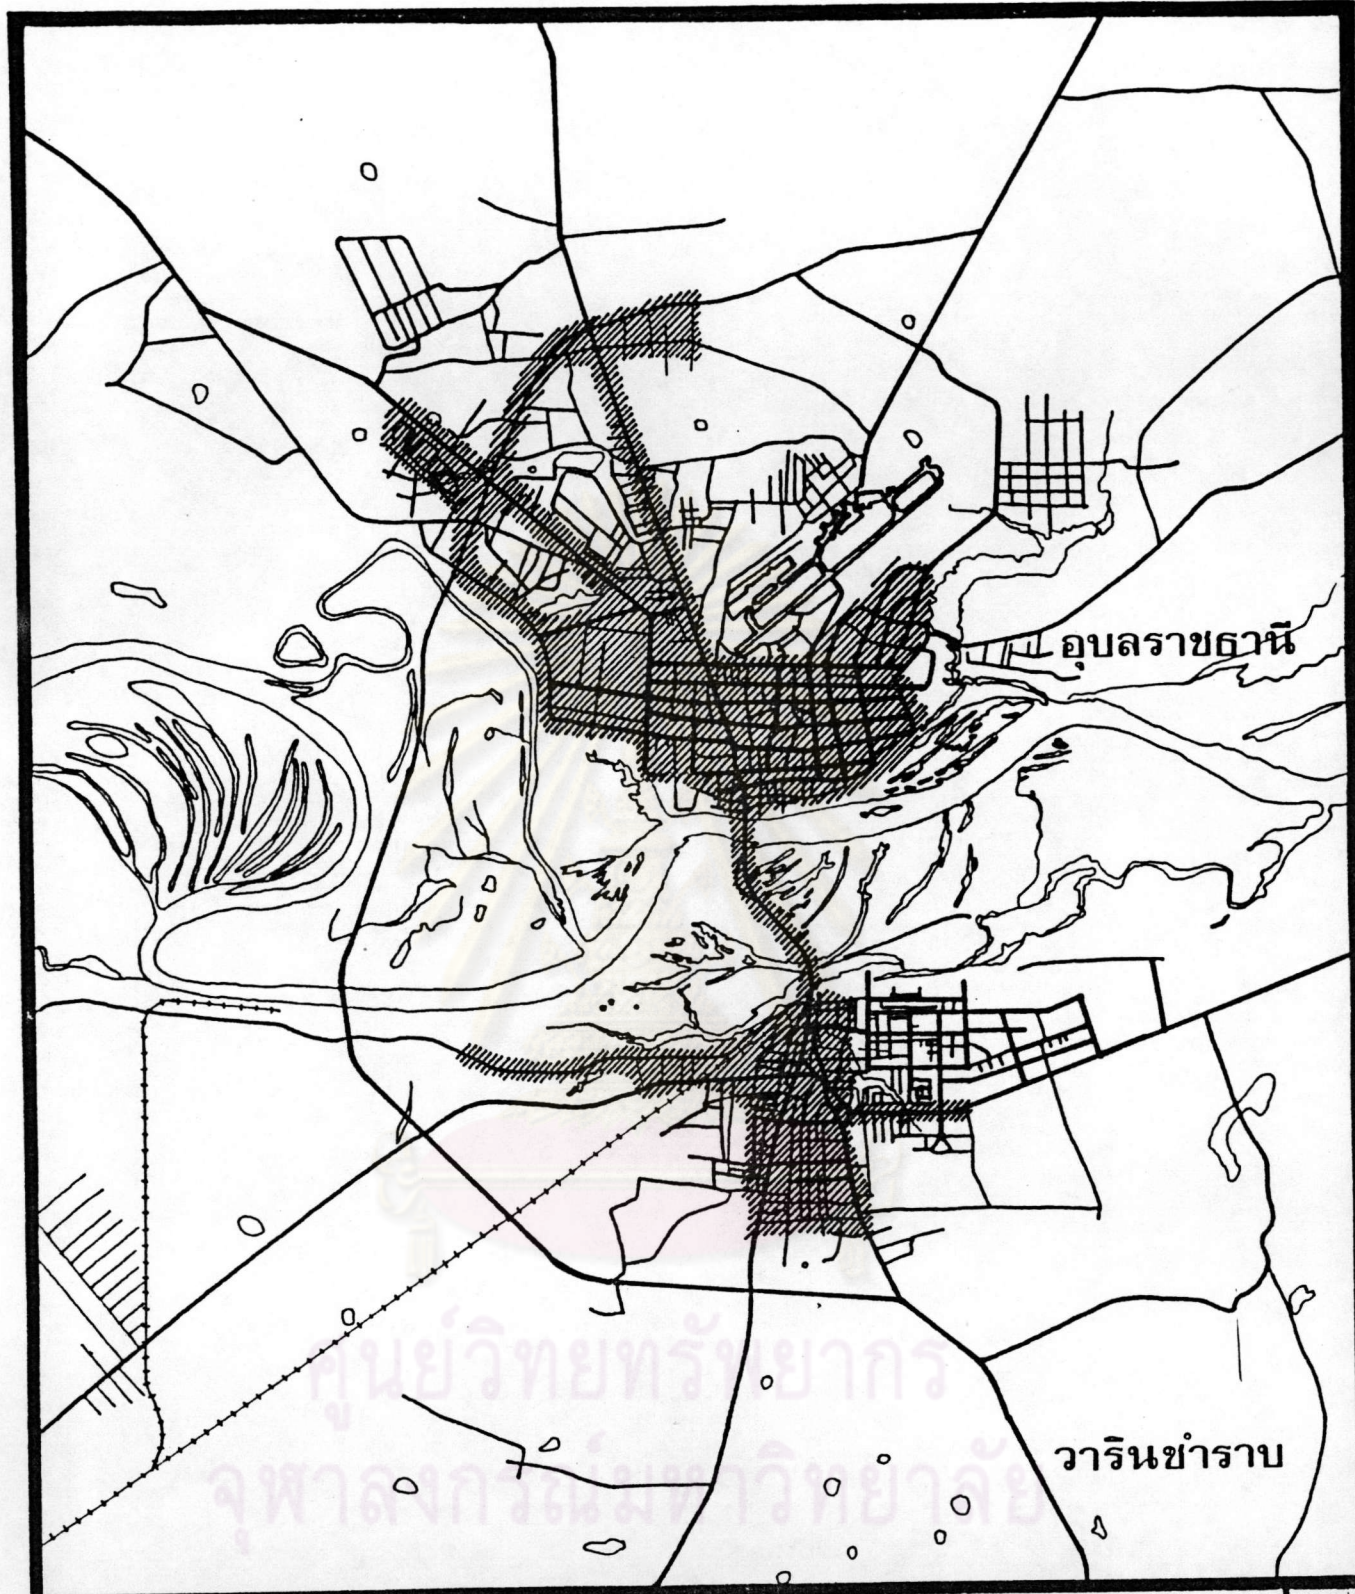 อุบลราชธานี
วารินชำราบ
ศูนย์วิทยทรัพยากร
จุฬาลงกรณ์มหาวิทยาลัย